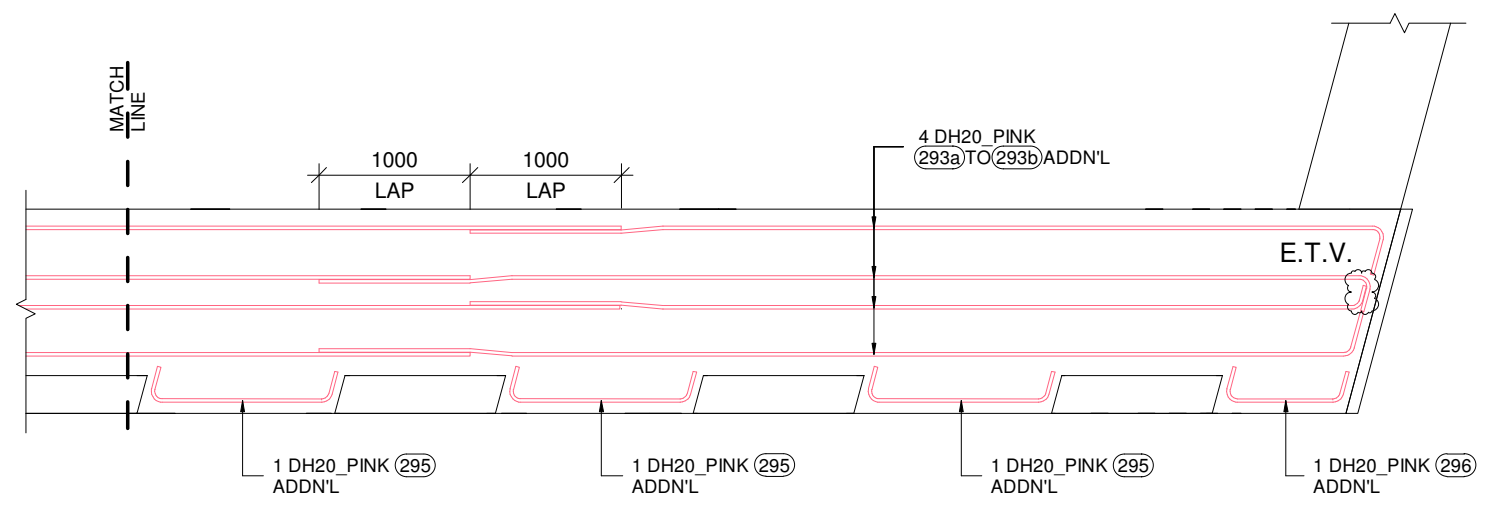 MATCH
LINE
1000
LAP
1000
LAP
4 DH20_PINK
293a TO 293b ADDN'L
E.T.V.
1 DH20_PINK 295
ADDN'L
1 DH20_PINK 295
ADDN'L
1 DH20_PINK 295
ADDN'L
1 DH20_PINK 296
ADDN'L